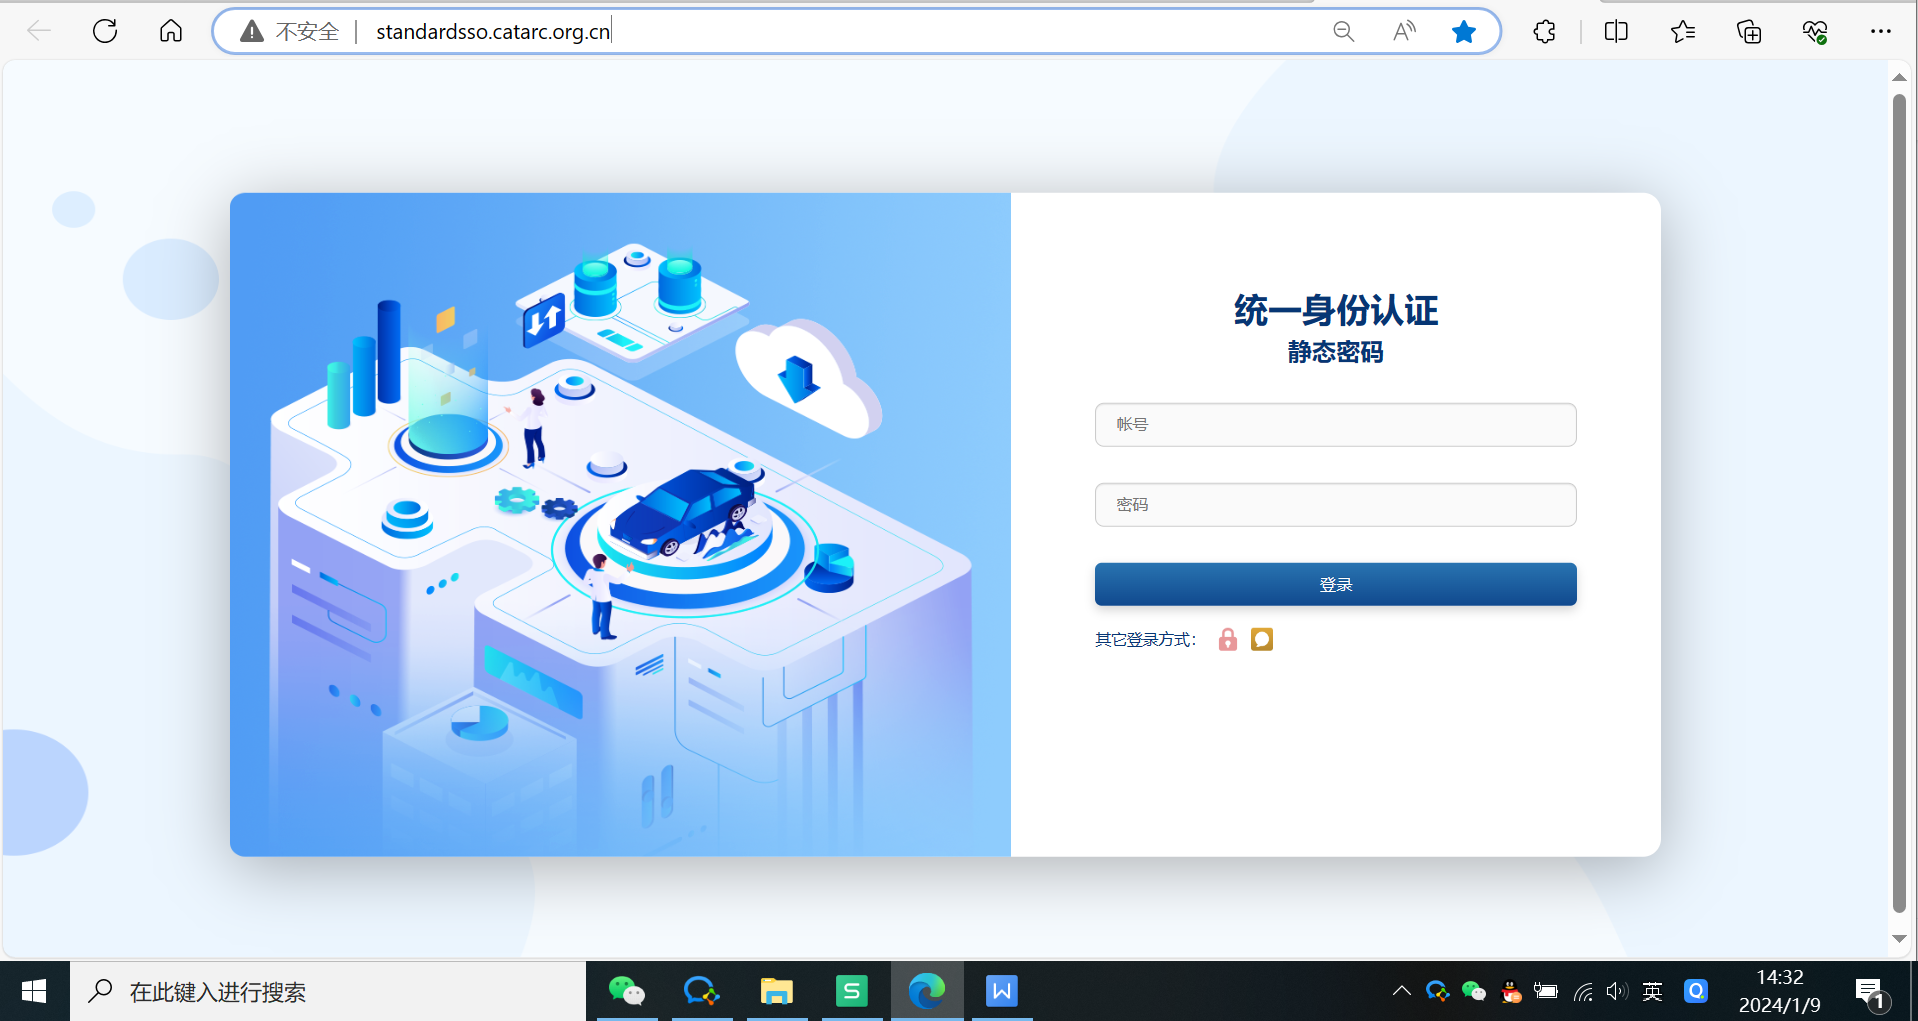 不安全 standardsso.catarc.org.cn
统一身份认证
静态密码
帐号
密码
登录
其它登录方式：
在此键入进行搜索
S
W
英
Q
14:32
2024/1/9
1